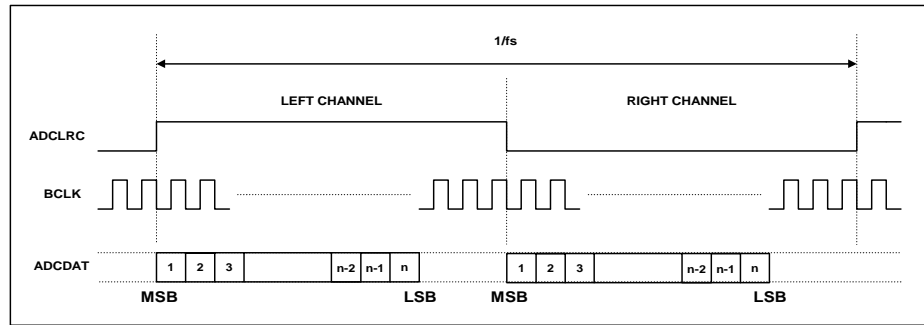 1/fs
LEFT CHANNEL RIGHT CHANNEL
ADCLRC
BCLK
ADCDAT 1 2 3 n-2 n-1 n 1 2 3 n-2 n-1 n
MSB LSB MSB LSB